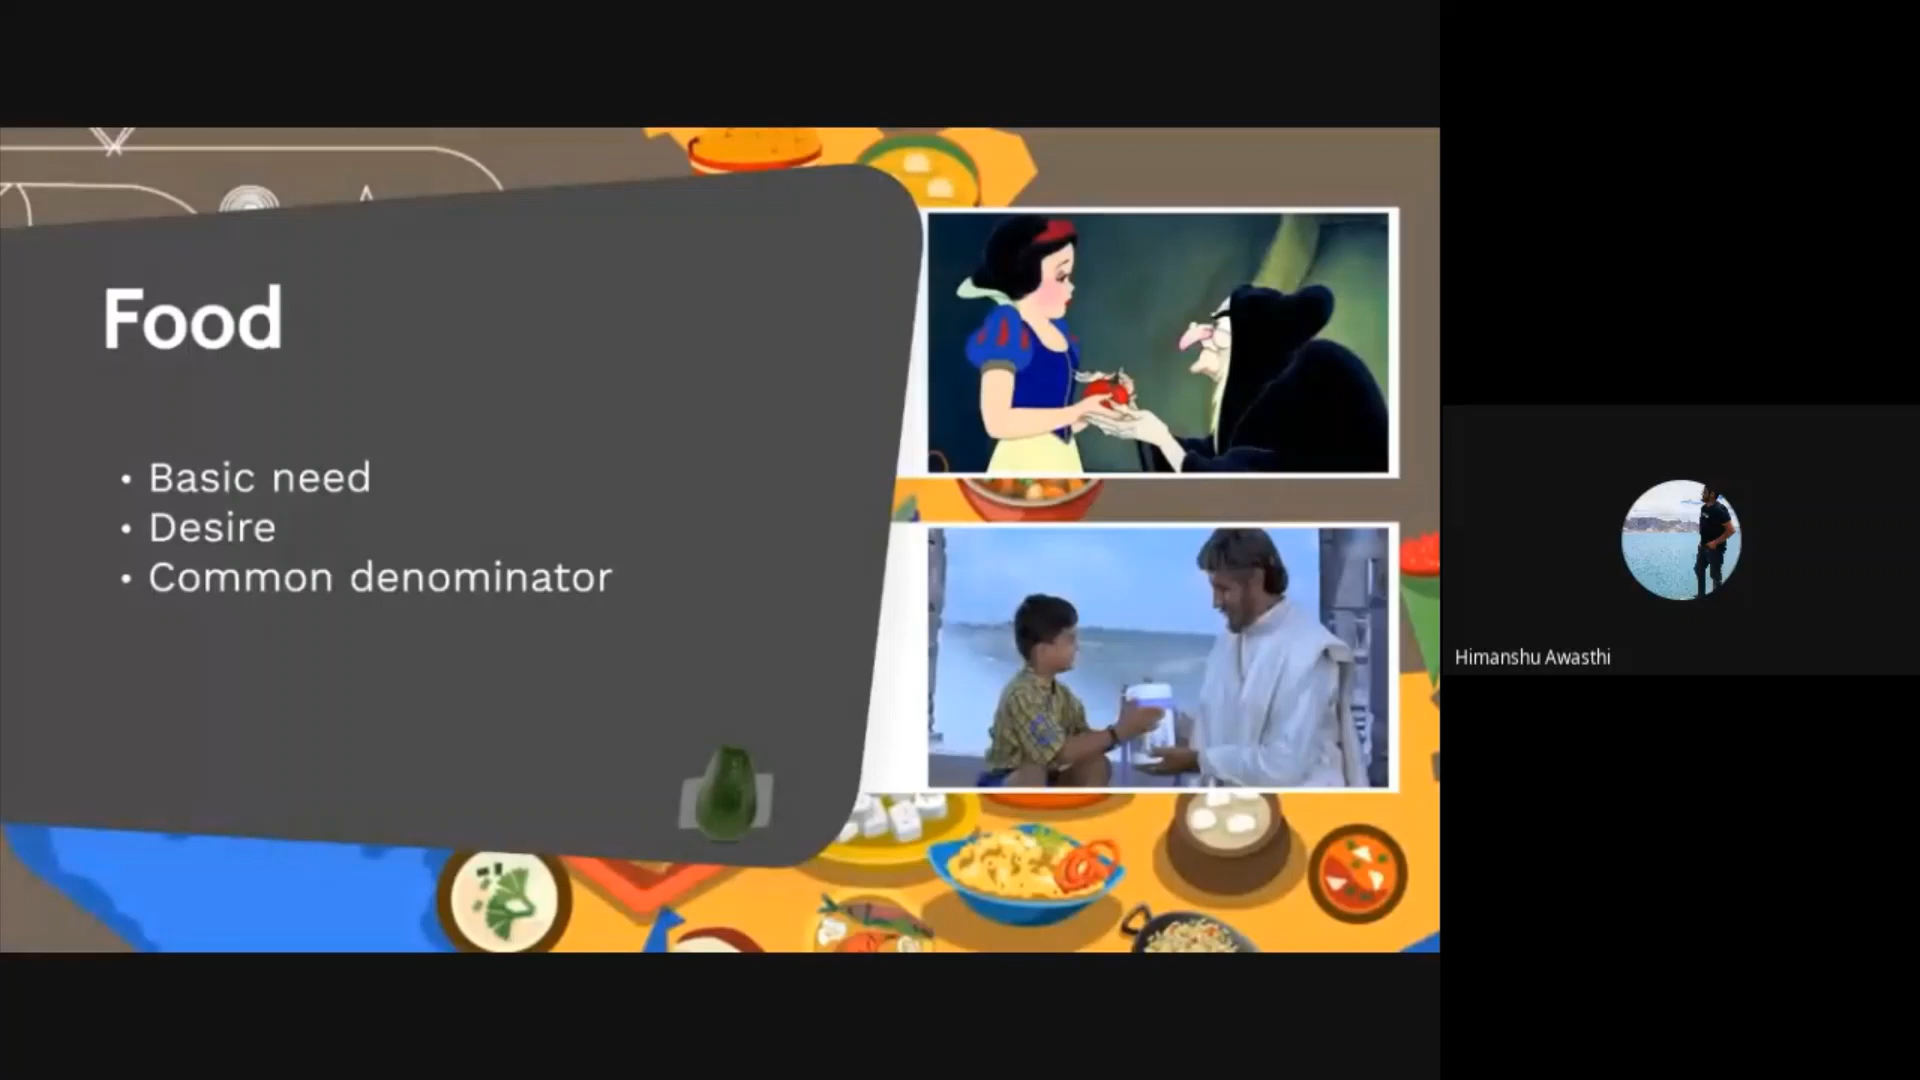 Food
• Basic need
• Desire
• Common denominator
Himanshu Awasthi